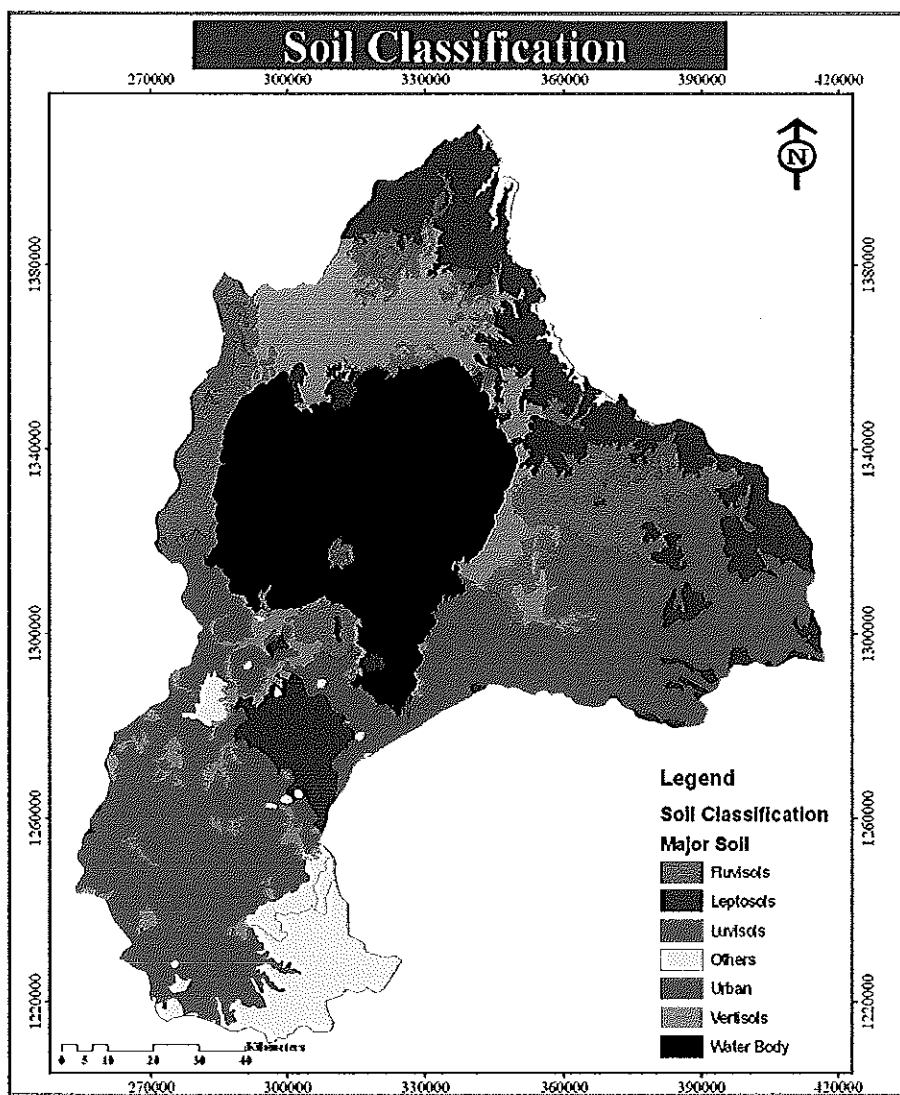 Soil Classification
270000 300000 330000 360000 390000 420000
N
1380000 1380000
1340000 1340000
1300000 1300000
1260000 1260000
1220000 1220000
Legend
Soil Classification
Major Soil
Fluvisols
Leptosols
Luvisols
Others
Urban
Vertisols
Water Body
Kilometers
0 5 10 20 30 40
270000 300000 330000 360000 390000 420000